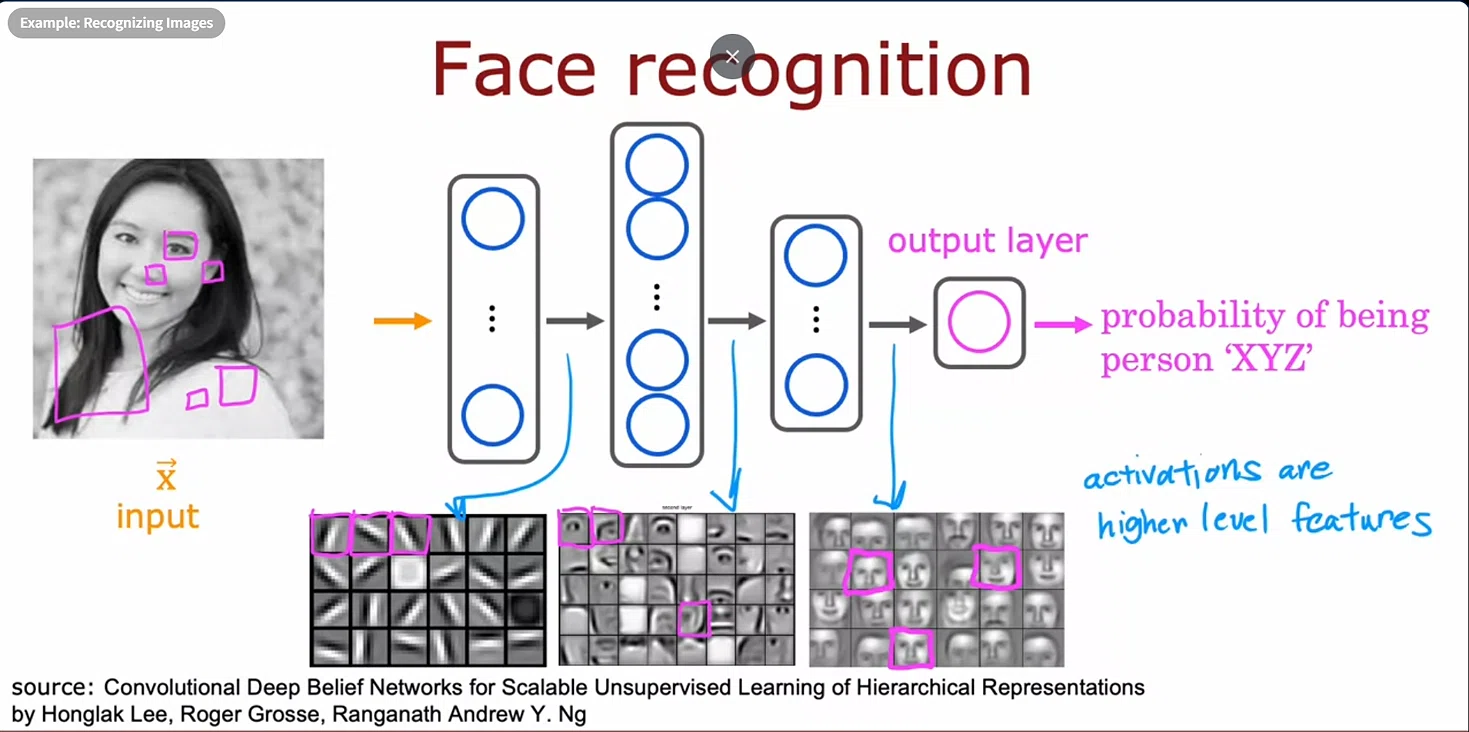 Example: Recognizing Images
Face recognition
output layer
probability of being
person ‘XYZ’
x⃗
input
second layer
activations are
higher level features
source: Convolutional Deep Belief Networks for Scalable Unsupervised Learning of Hierarchical Representations
by Honglak Lee, Roger Grosse, Ranganath Andrew Y. Ng